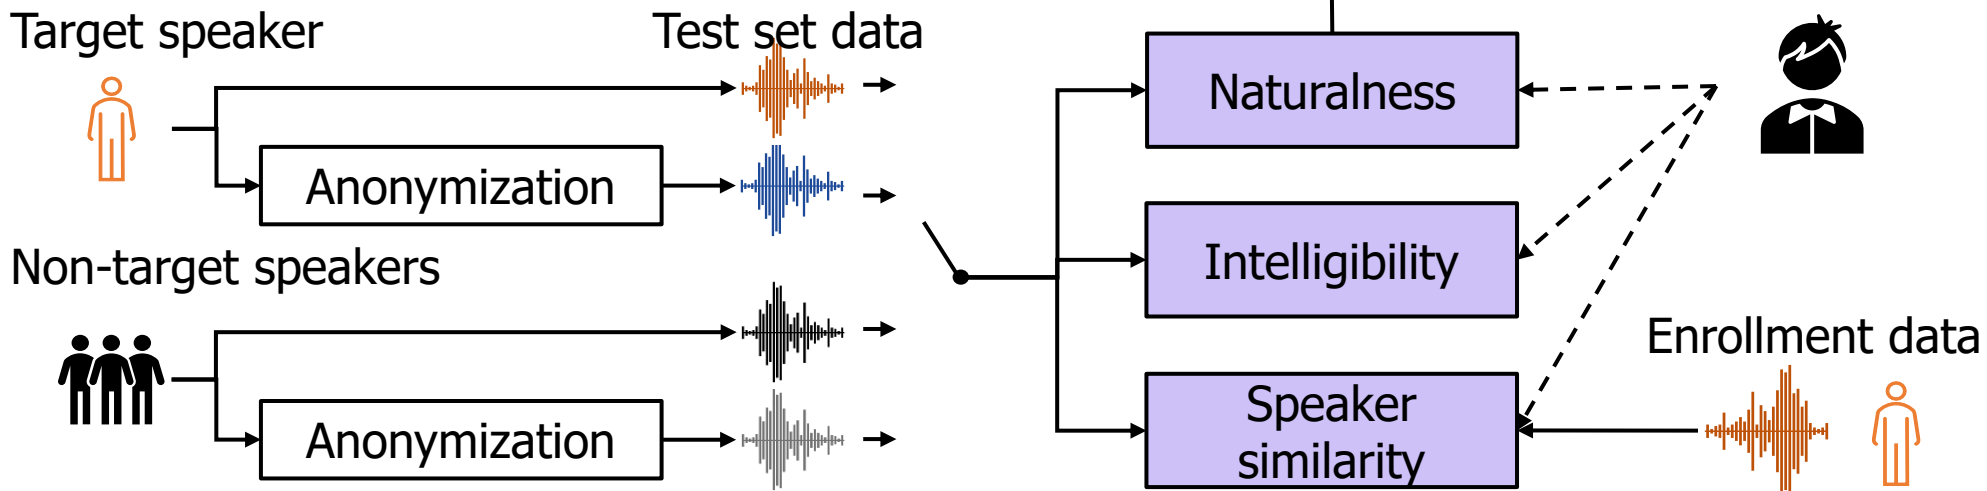 Target speaker
Test set data
Naturalness
Anonymization
Non-target speakers
Intelligibility
Enrollment data
Anonymization
Speaker
similarity